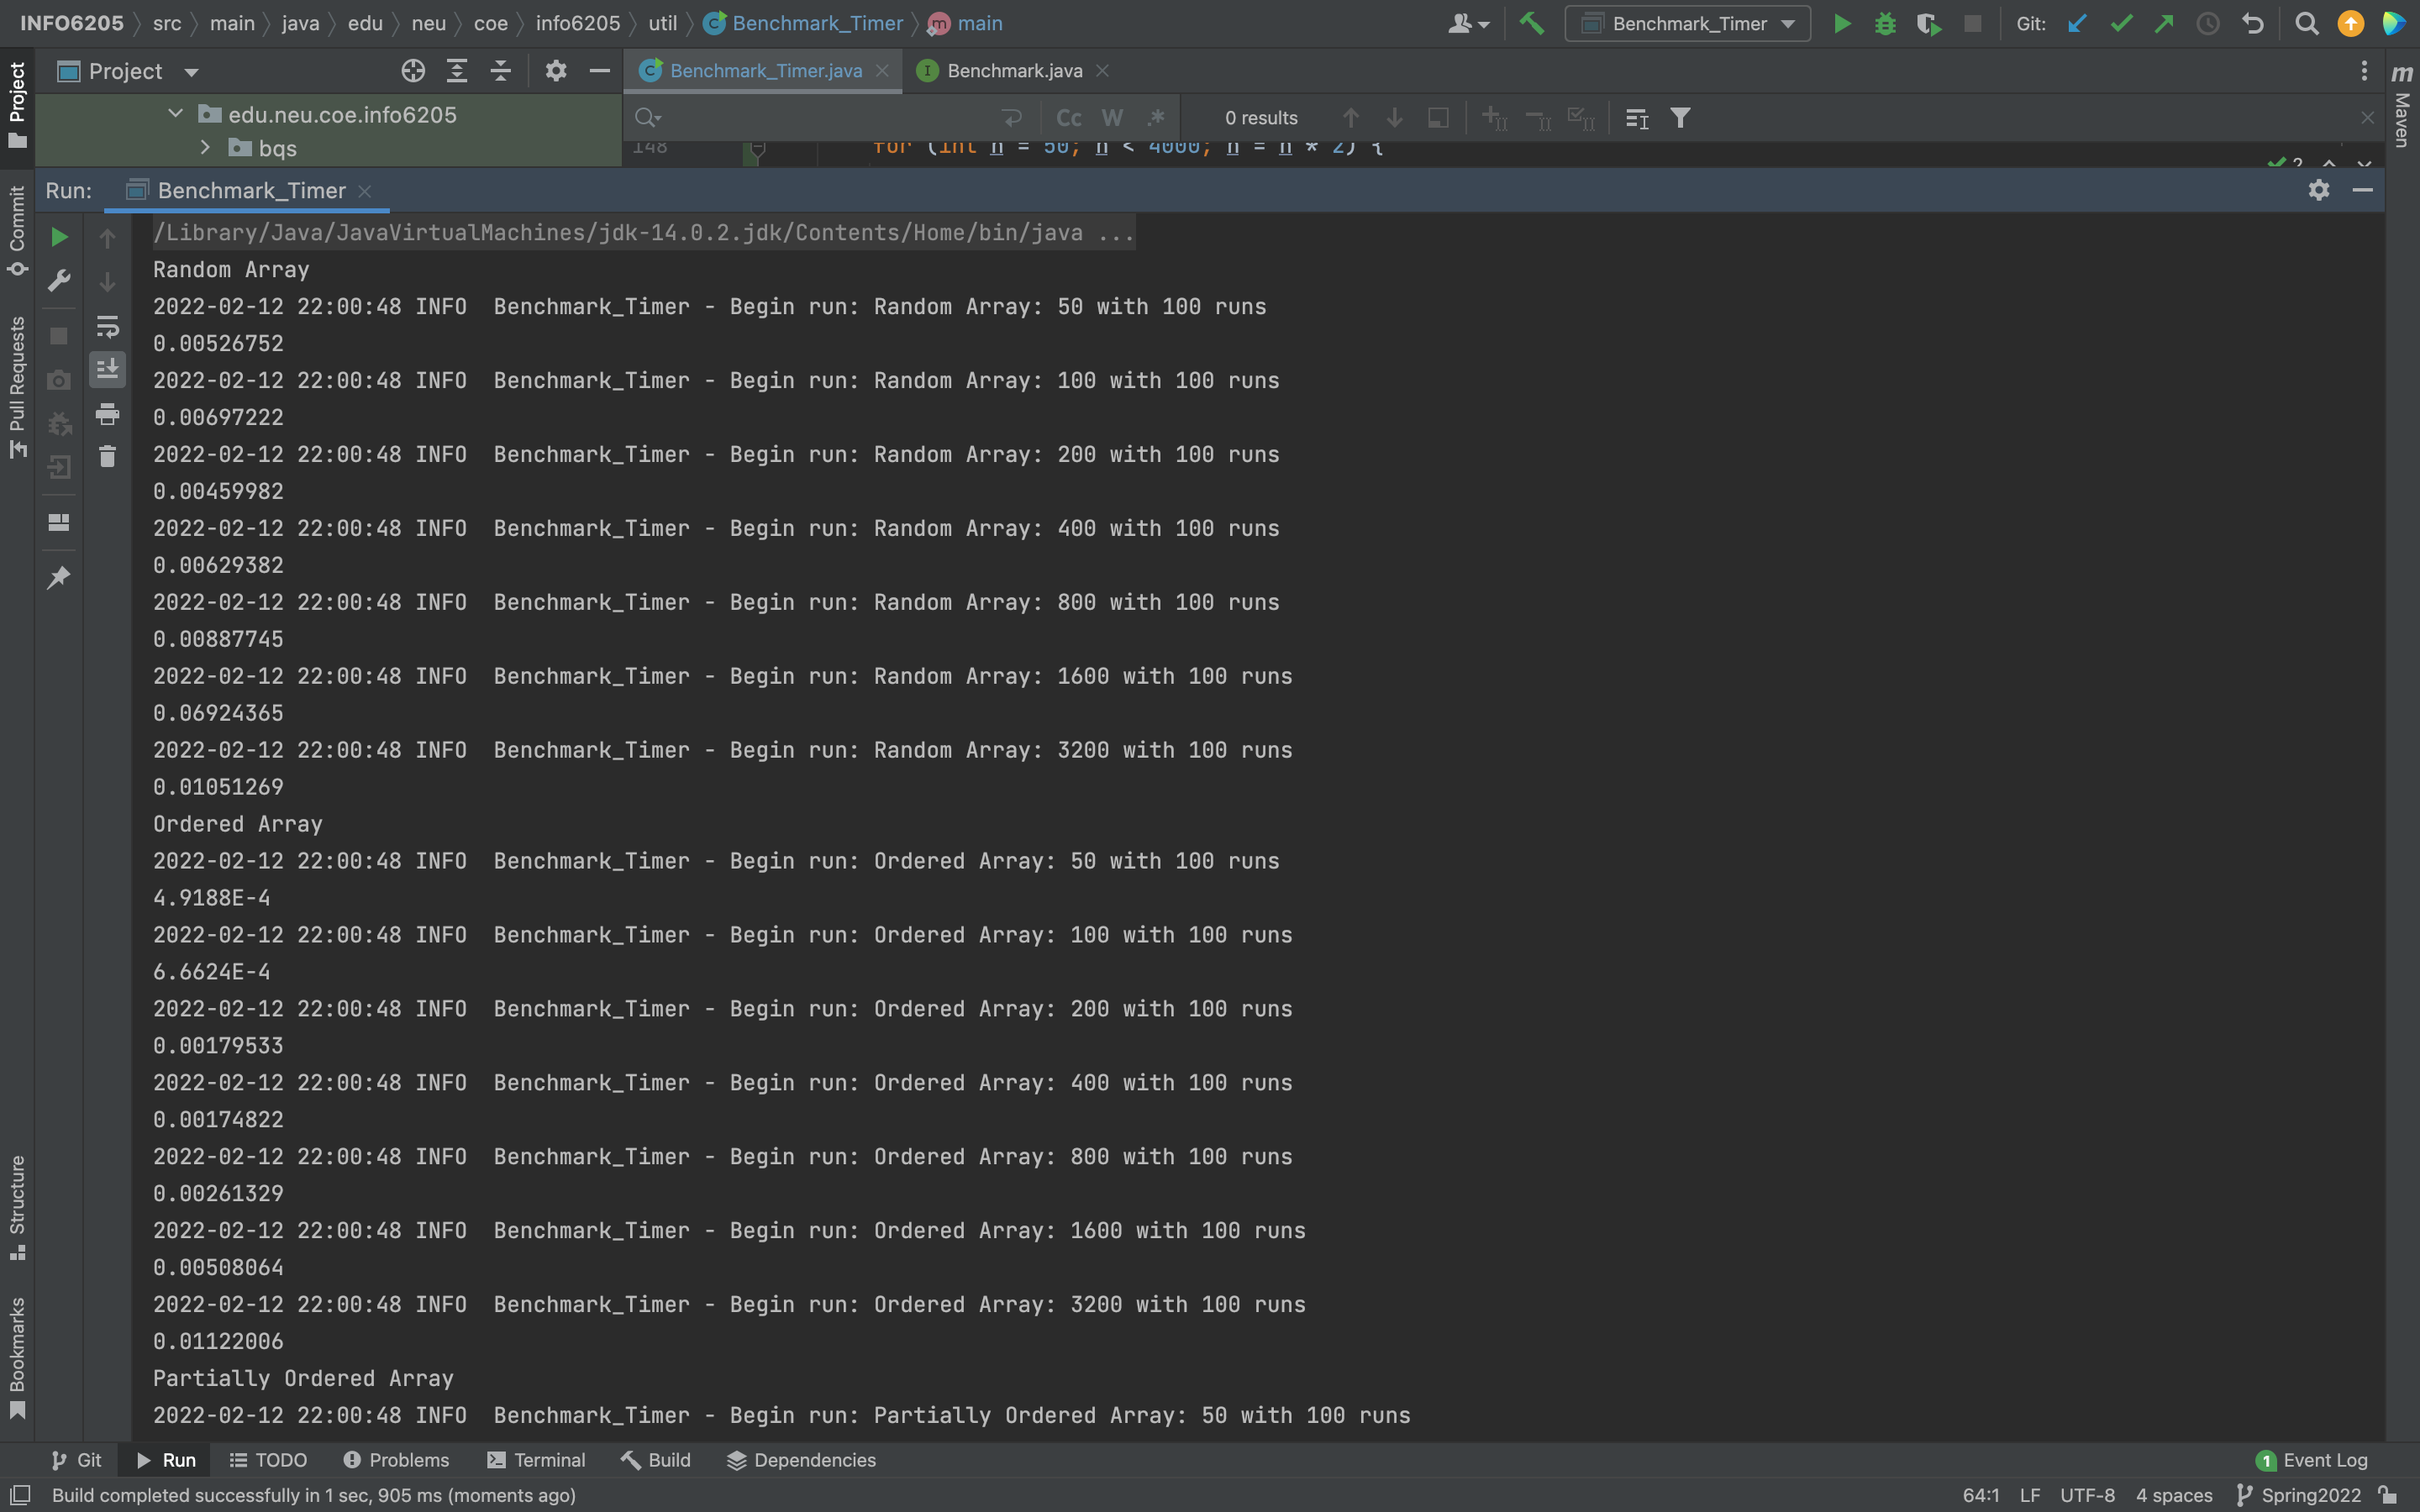 INFO6205 src main java edu neu coe info6205 util Benchmark_Timer main Benchmark_Timer Git:
Project Benchmark_Timer.java Benchmark.java
edu.neu.coe.info6205 Cc W .* 0 results
bqs 148 for (int n = 50; n < 4000; n = n * 2) { 2
Run: Benchmark_Timer
/Library/Java/JavaVirtualMachines/jdk-14.0.2.jdk/Contents/Home/bin/java ...
Random Array
2022-02-12 22:00:48 INFO  Benchmark_Timer - Begin run: Random Array: 50 with 100 runs
0.00526752
2022-02-12 22:00:48 INFO  Benchmark_Timer - Begin run: Random Array: 100 with 100 runs
0.00697222
2022-02-12 22:00:48 INFO  Benchmark_Timer - Begin run: Random Array: 200 with 100 runs
0.00459982
2022-02-12 22:00:48 INFO  Benchmark_Timer - Begin run: Random Array: 400 with 100 runs
0.00629382
2022-02-12 22:00:48 INFO  Benchmark_Timer - Begin run: Random Array: 800 with 100 runs
0.00887745
2022-02-12 22:00:48 INFO  Benchmark_Timer - Begin run: Random Array: 1600 with 100 runs
0.06924365
2022-02-12 22:00:48 INFO  Benchmark_Timer - Begin run: Random Array: 3200 with 100 runs
0.01051269
Ordered Array
2022-02-12 22:00:48 INFO  Benchmark_Timer - Begin run: Ordered Array: 50 with 100 runs
4.9188E-4
2022-02-12 22:00:48 INFO  Benchmark_Timer - Begin run: Ordered Array: 100 with 100 runs
6.6624E-4
2022-02-12 22:00:48 INFO  Benchmark_Timer - Begin run: Ordered Array: 200 with 100 runs
0.00179533
2022-02-12 22:00:48 INFO  Benchmark_Timer - Begin run: Ordered Array: 400 with 100 runs
0.00174822
2022-02-12 22:00:48 INFO  Benchmark_Timer - Begin run: Ordered Array: 800 with 100 runs
0.00261329
2022-02-12 22:00:48 INFO  Benchmark_Timer - Begin run: Ordered Array: 1600 with 100 runs
0.00508064
2022-02-12 22:00:48 INFO  Benchmark_Timer - Begin run: Ordered Array: 3200 with 100 runs
0.01122006
Partially Ordered Array
2022-02-12 22:00:48 INFO  Benchmark_Timer - Begin run: Partially Ordered Array: 50 with 100 runs
Project
Commit
Pull Requests
Structure
Bookmarks
m Maven
Git Run TODO Problems Terminal Build Dependencies 1 Event Log
Build completed successfully in 1 sec, 905 ms (moments ago) 64:1 LF UTF-8 4 spaces Spring2022